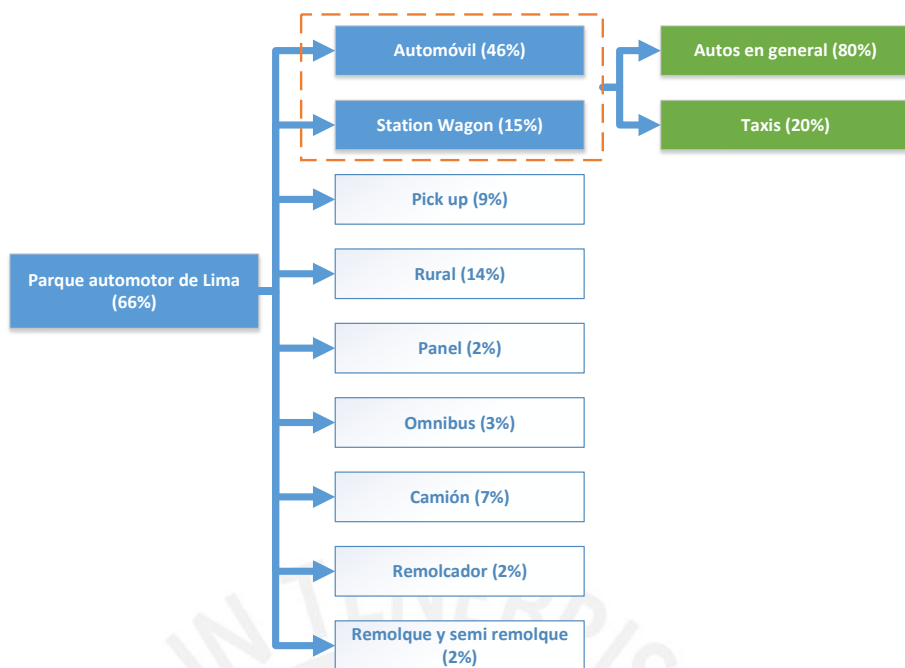 Parque automotor de Lima
(66%)
Automóvil (46%)
Station Wagon (15%)
Pick up (9%)
Rural (14%)
Panel (2%)
Omnibus (3%)
Camión (7%)
Remolcador (2%)
Remolque y semi remolque
(2%)
Autos en general (80%)
Taxis (20%)